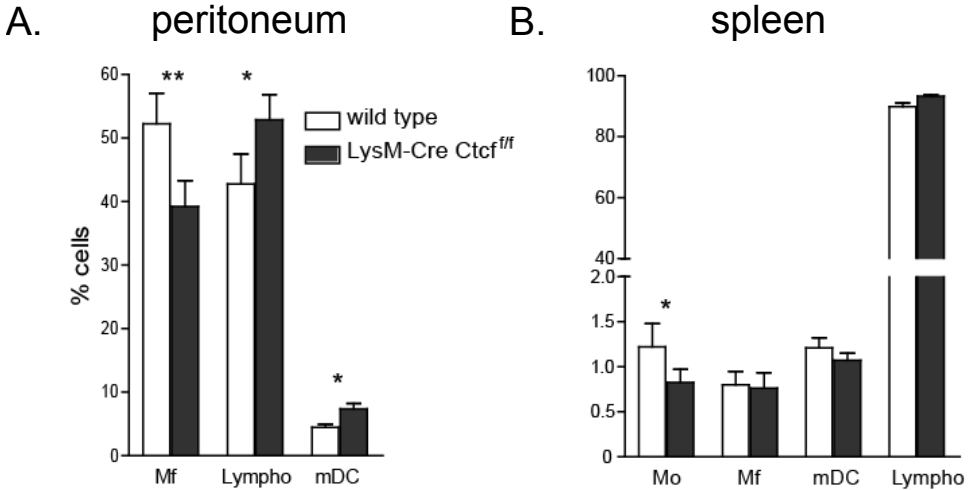 A. peritoneum
B. spleen
60
50
40
30
20
10
0
% cells
** * *
wild type
LysM-Cre Ctcf f/f
Mf Lympho mDC
100
80
60
40
2.0
1.5
1.0
0.5
0
*
Mo Mf mDC Lympho